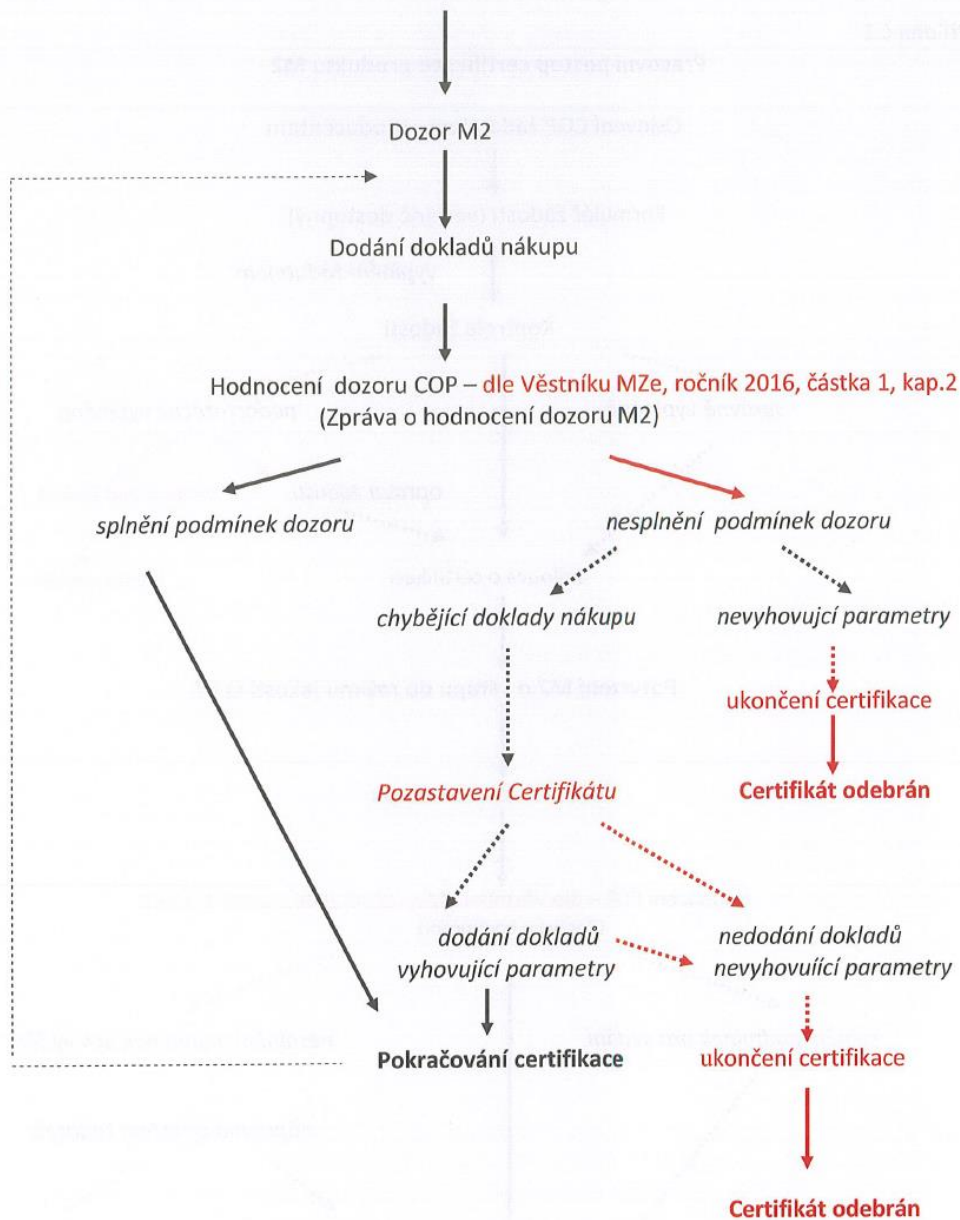 Dozor M2
Dodání dokladů nákupu
Hodnocení dozoru COP – dle Věstníku MZe, ročník 2016, částka 1, kap.2
(Zpráva o hodnocení dozoru M2)
splnění podmínek dozoru
nesplnění podmínek dozoru
chybějící doklady nákupu
nevyhovujcí parametry
ukončení certifikace
Pozastavení Certifikátu
Certifikát odebrán
dodání dokladů
vyhovující parametry
nedodání dokladů
nevyhovuíící parametry
Pokračování certifikace
ukončení certifikace
Certifikát odebrán